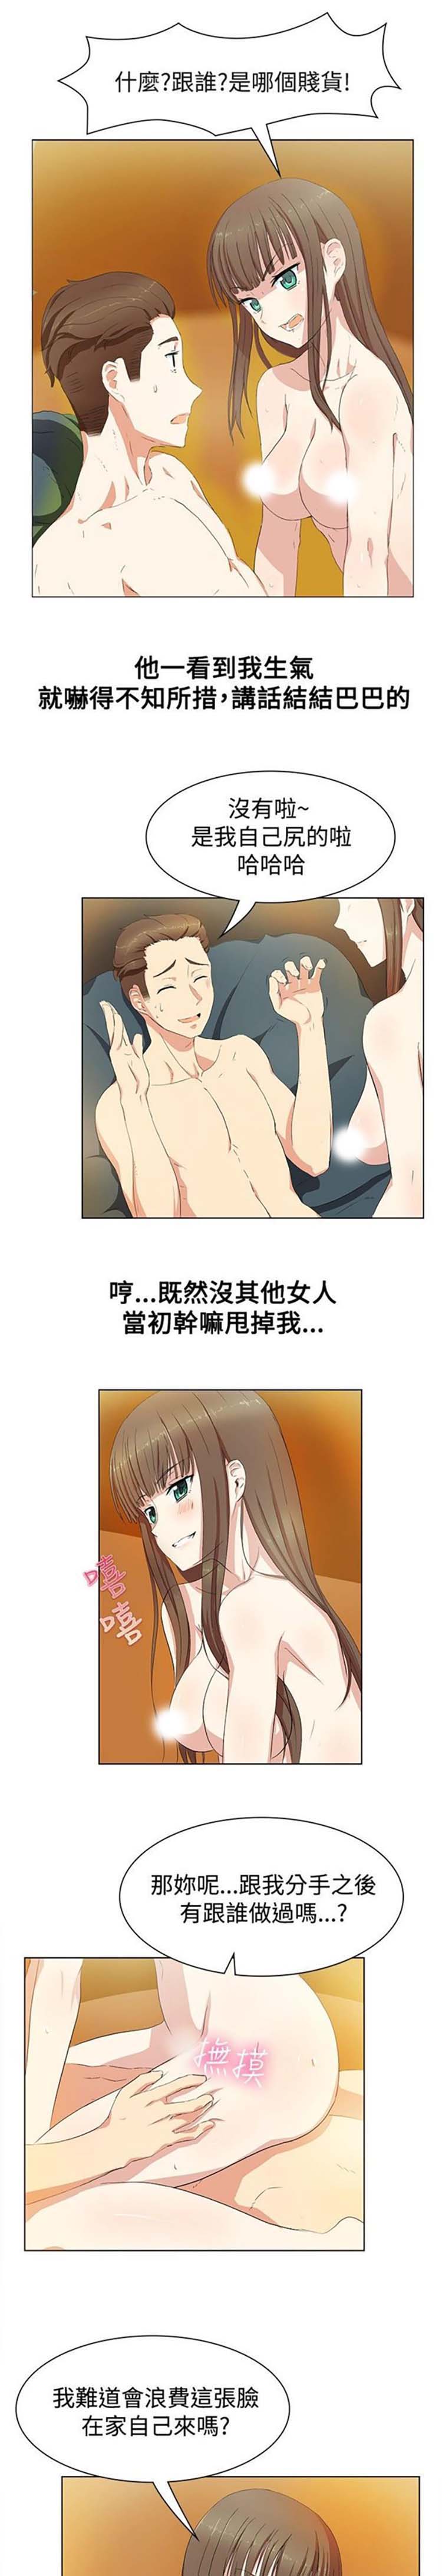 什麼?跟誰?是哪個賤貨!
他一看到我生氣
就嚇得不知所措,講話結結巴巴的
沒有啦~
是我自己尻的啦
哈哈哈
哼...既然沒其他女人
當初幹嘛甩掉我...
嘻
嘻
那妳呢...跟我分手之後
有跟誰做過嗎...?
撫摸
我難道會浪費這張臉
在家自己來嗎?